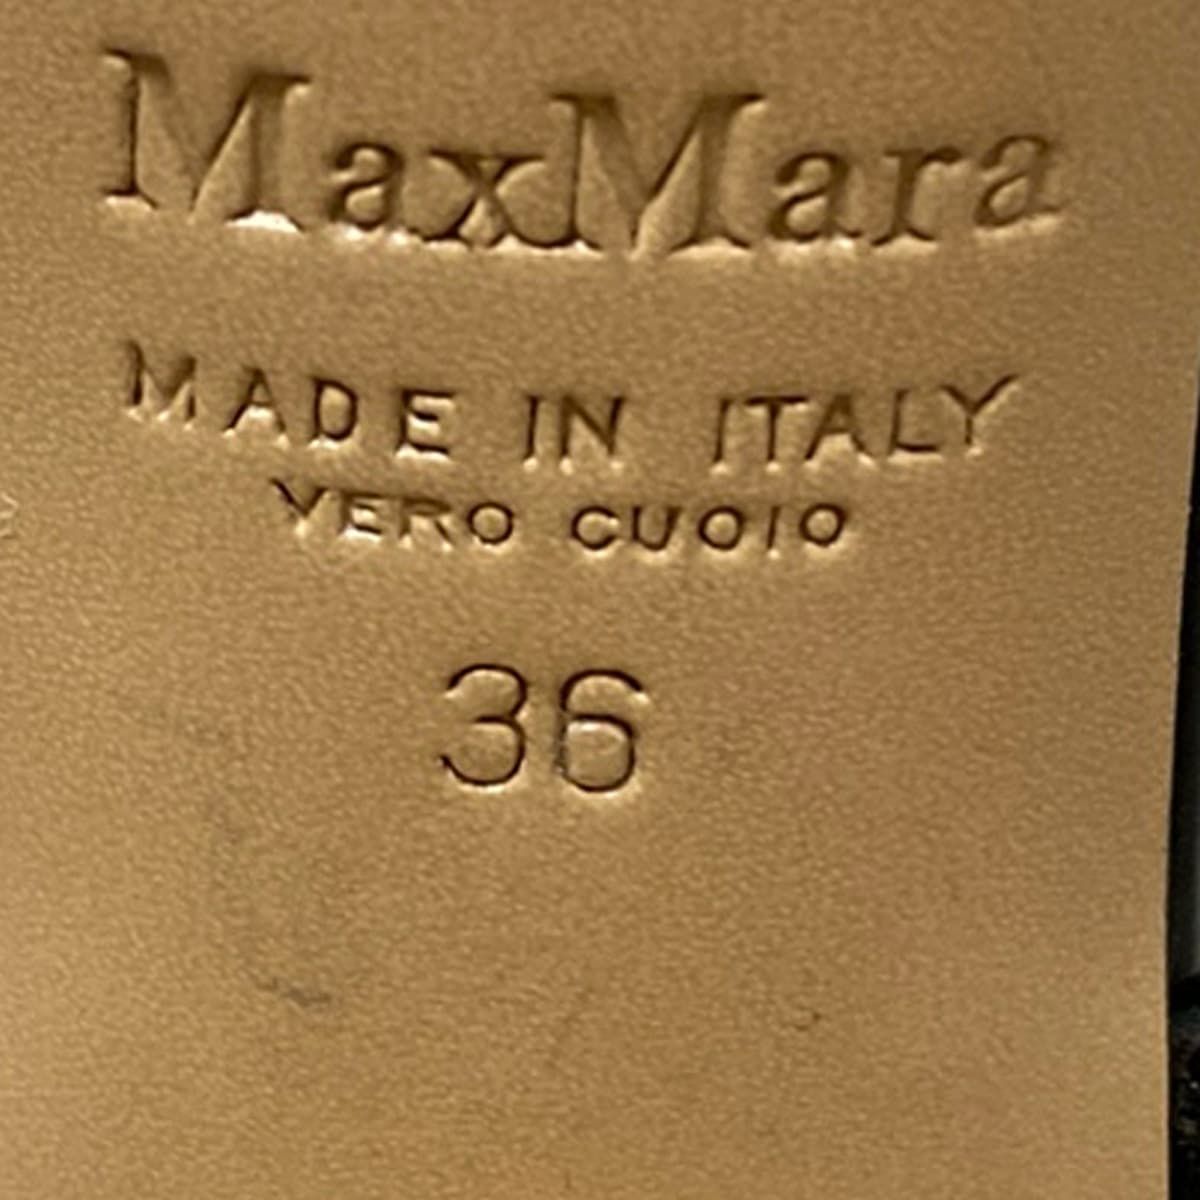 MaxMara
MADE IN ITALY
VERO CUOIO
36